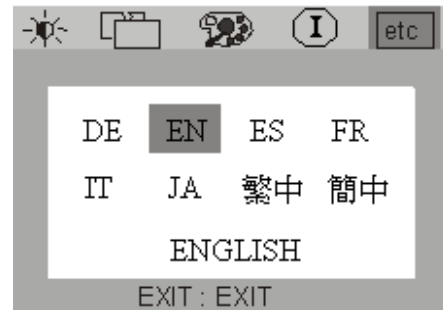 I etc
DE EN ES FR
IT JA 繁中 簡中
ENGLISH
EXIT : EXIT